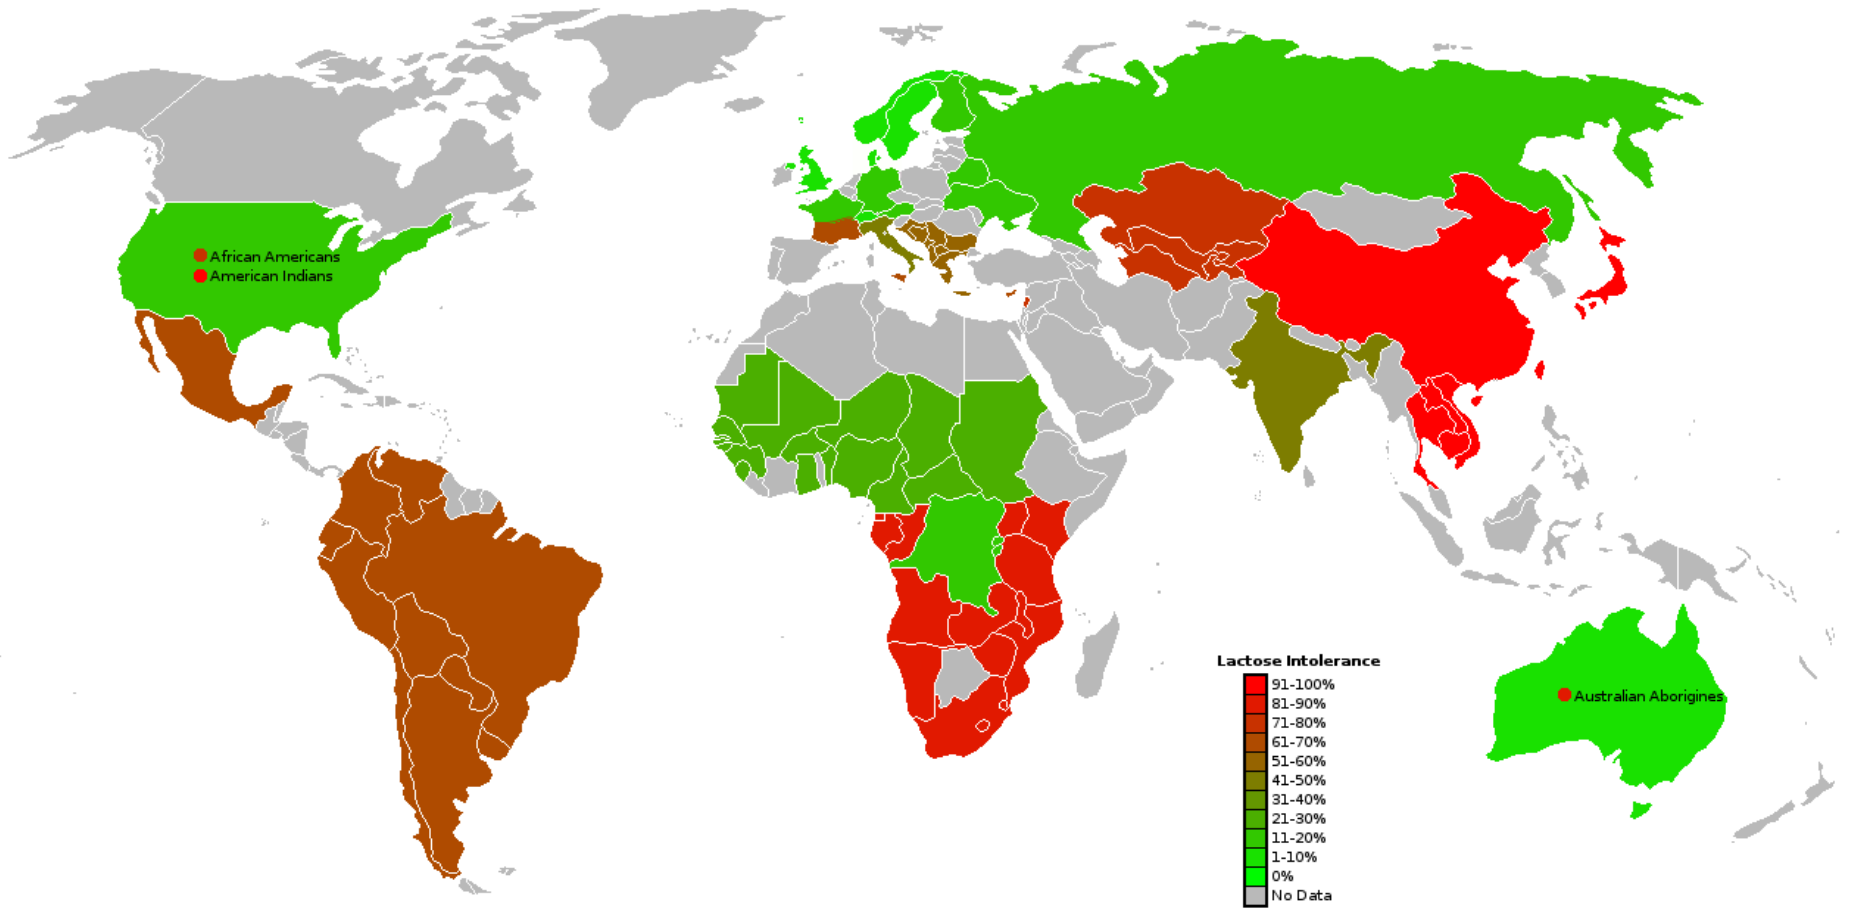 African Americans
American Indians
Lactose Intolerance
91-100%
81-90%
71-80%
61-70%
51-60%
41-50%
31-40%
21-30%
11-20%
1-10%
0%
No Data
Australian Aborigines